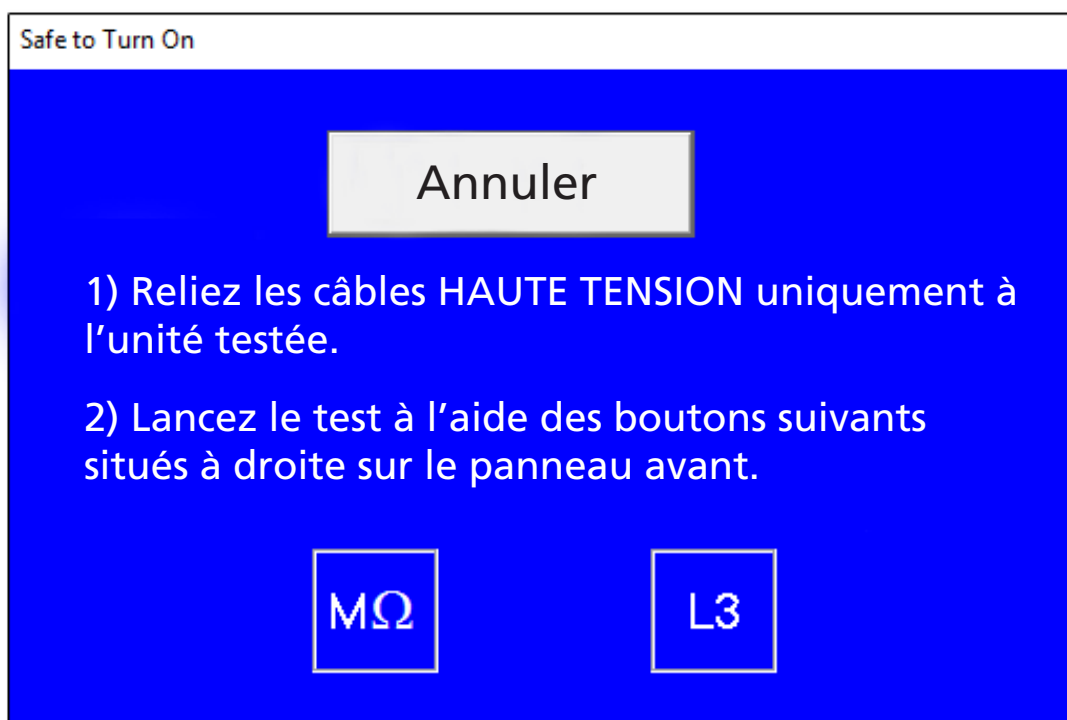 Safe to Turn On
Annuler
1) Reliez les câbles HAUTE TENSION uniquement à
l’unité testée.
2) Lancez le test à l’aide des boutons suivants
situés à droite sur le panneau avant.
MΩ L3